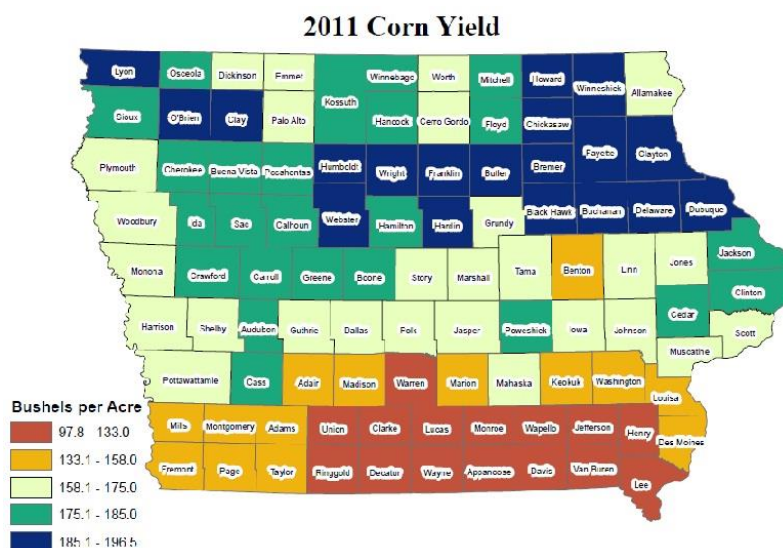 2011 Corn Yield
Lyon Osceola Dickinson Emmet Winnebago Worth Mitchell Howard Winneshiek Allamakee
Kossuth
Sioux O'Brien Clay Palo Alto Hancock Cerro Gordo Floyd Chickasaw
Fayette Clayton
Plymouth Cherokee Buena Vista Pocahontas Humboldt Wright Franklin Butler Bremer
Woodbury Ida Sac Calhoun Webster Hamilton Hardin Grundy Black Hawk Buchanan Delaware Dubuque
Jackson
Monona Crawford Carroll Greene Boone Story Marshall Tama Benton Linn Jones
Clinton
Cedar
Harrison Shelby Audubon Guthrie Dallas Polk Jasper Poweshiek Iowa Johnson Scott
Muscatine
Pottawattamie Cass Adair Madison Warren Marion Mahaska Keokuk Washington
Louisa
Bushels per Acre
97.8 133.0
133.1 - 158.0
158.1 - 175.0
175.1 - 185.0
185.1 - 196.5
Mills Montgomery Adams Union Clarke Lucas Monroe Wapello Jefferson Henry
Des Moines
Fremont Page Taylor Ringgold Decatur Wayne Appanoose Davis Van Buren
Lee